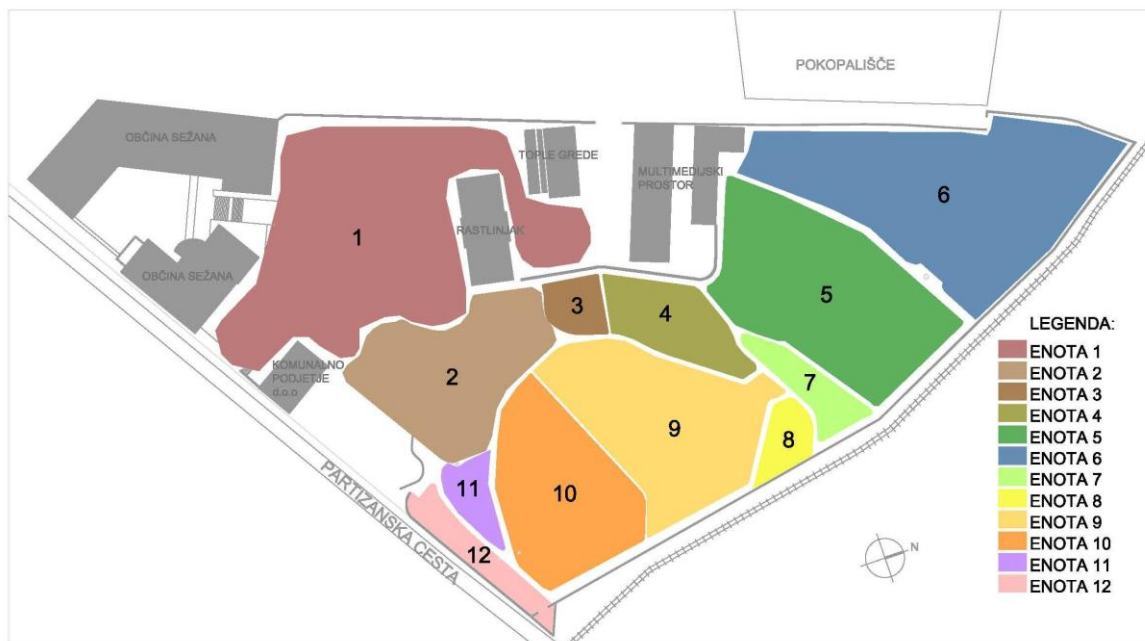 POKOPALIŠČE
OBČINA SEŽANA
TOPLE GREDE
MULTIMEDIJSKI
PROSTOR
6
1
RASTLINJAK
OBČINA SEŽANA
5
3
4
LEGENDA:
ENOTA 1
ENOTA 2
ENOTA 3
ENOTA 4
ENOTA 5
ENOTA 6
ENOTA 7
ENOTA 8
ENOTA 9
ENOTA 10
ENOTA 11
ENOTA 12
KOMUNALNO
PODJETJE
d.o.o
2
7
9
8
11
10
12
PARTIZANSKA CESTA
N